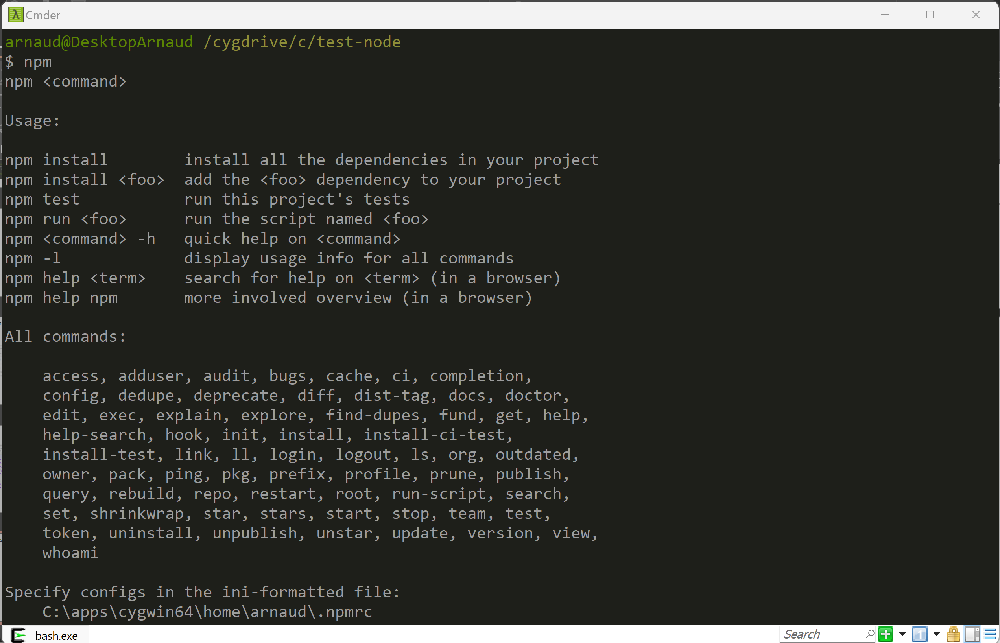 Cmder
arnaud@DesktopArnaud /cygdrive/c/test-node
$ npm
npm <command>
Usage:
npm install        install all the dependencies in your project
npm install <foo>  add the <foo> dependency to your project
npm test           run this project's tests
npm run <foo>      run the script named <foo>
npm <command> -h   quick help on <command>
npm -l             display usage info for all commands
npm help <term>    search for help on <term> (in a browser)
npm help npm       more involved overview (in a browser)
All commands:
access, adduser, audit, bugs, cache, ci, completion,
config, dedupe, deprecate, diff, dist-tag, docs, doctor,
edit, exec, explain, explore, find-dupes, fund, get, help,
help-search, hook, init, install, install-ci-test,
install-test, link, ll, login, logout, ls, org, outdated,
owner, pack, ping, pkg, prefix, profile, prune, publish,
query, rebuild, repo, restart, root, run-script, search,
set, shrinkwrap, star, stars, start, stop, team, test,
token, uninstall, unpublish, unstar, update, version, view,
whoami
Specify configs in the ini-formatted file:
C:\apps\cygwin64\home\arnaud\.npmrc
bash.exe
Search